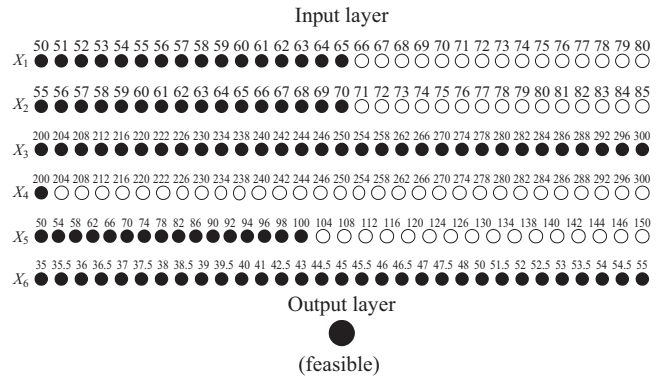 Input layer
50 51 52 53 54 55 56 57 58 59 60 61 62 63 64 65 66 67 68 69 70 71 72 73 74 75 76 77 78 79 80
X1
55 56 57 58 59 60 61 62 63 64 65 66 67 68 69 70 71 72 73 74 75 76 77 78 79 80 81 82 83 84 85
X2
200 204 208 212 216 220 222 226 230 234 238 240 242 244 246 250 254 258 262 266 270 274 278 280 282 284 286 288 292 296 300
X3
200 204 208 212 216 220 222 226 230 234 238 240 242 244 246 250 254 258 262 266 270 274 278 280 282 284 286 288 292 296 300
X4
50 54 58 62 66 70 74 78 82 86 90 92 94 96 98 100 104 108 112 116 120 124 126 130 134 138 140 142 144 146 150
X5
35 35.5 36 36.5 37 37.5 38 38.5 39 39.5 40 41 42 42.5 43 44.5 45 45.5 46 46.5 47 47.5 48 50 51.5 52 52.5 53 53.5 54 54.5 55
X6
Output layer
(feasible)